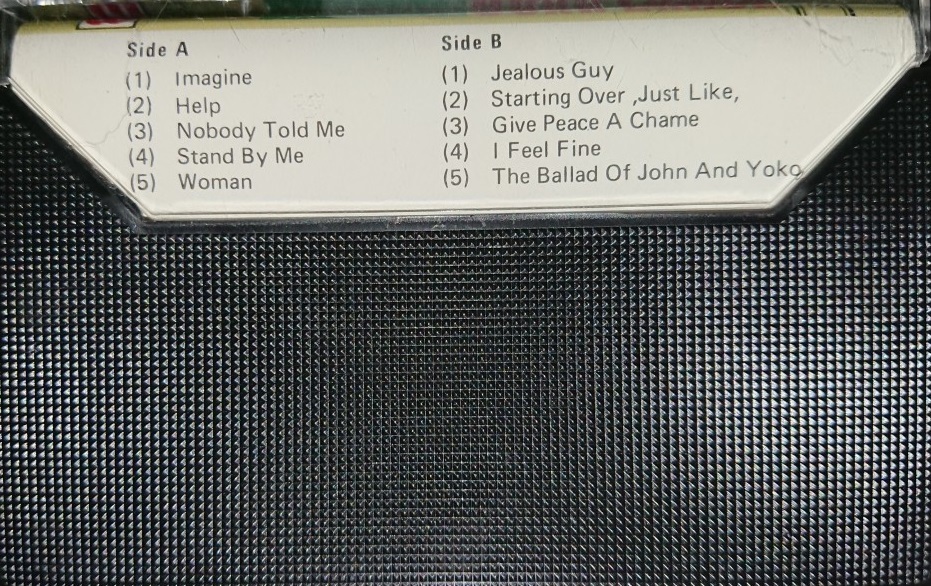 Side A
(1) Imagine
(2) Help
(3) Nobody Told Me
(4) Stand By Me
(5) Woman
Side B
(1) Jealous Guy
(2) Starting Over ,Just Like,
(3) Give Peace A Chame
(4) I Feel Fine
(5) The Ballad Of John And Yoko